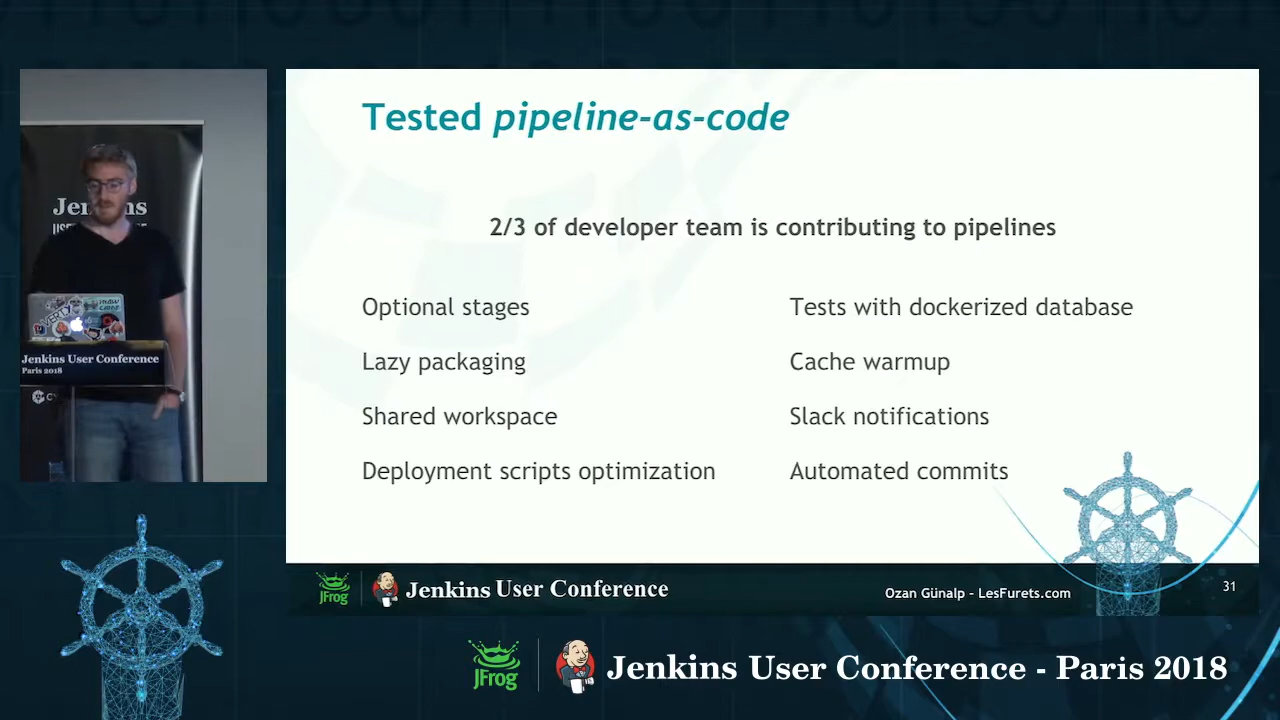 Tested pipeline-as-code
2/3 of developer team is contributing to pipelines
Optional stages
Lazy packaging
Shared workspace
Deployment scripts optimization
Tests with dockerized database
Cache warmup
Slack notifications
Automated commits
JFrog
Jenkins User Conference
Ozan Günalp - LesFurets.com
31
Jenkins
Jenkins User Conference
Paris 2018
JFrog
Jenkins User Conference - Paris 2018